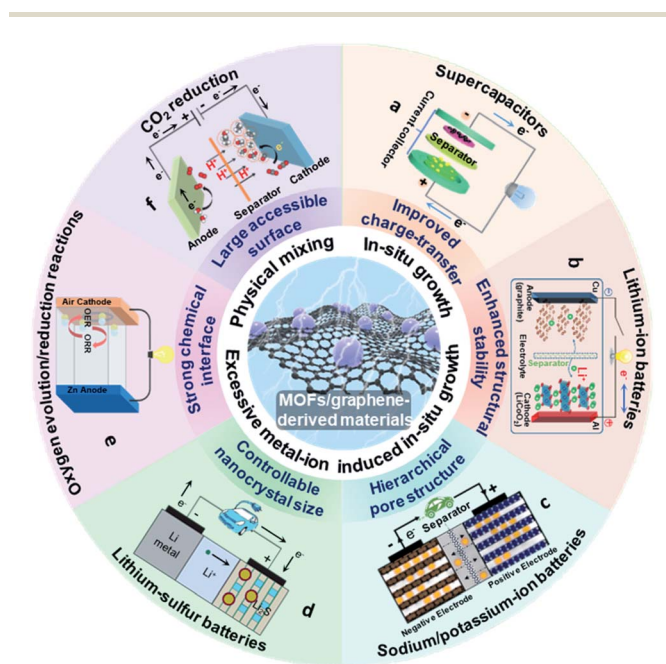 Supercapacitors
a
Current collector
Separator
e⁻
e⁻
-
+
Improved
charge-transfer
Lithium-ion batteries
b
Cu
Anode
(graphite)
Electrolyte
Separator
Li⁺
Cathode
(LiCoO₂)
Al
e⁻
Enhanced structural
stability
Sodium/potassium-ion batteries
c
Separator
e⁻
-
+
Negative Electrode
Positive Electrode
Hierarchical
pore structure
Lithium-sulfur batteries
d
Li
metal
Li⁺
Li₂S
e⁻
-
+
e⁻
Controllable
nanocrystal size
Oxygen evolution/reduction reactions
e
Air Cathode
OER
ORR
Zn Anode
Strong chemical
interface
CO₂ reduction
f
e⁻
+
-
e⁻
e⁻
e⁻
H⁺
H⁺
H⁺
Anode
Separator
Cathode
Large accessible
surface
Physical mixing
In-situ growth
Excessive metal-ion induced in-situ growth
MOFs/graphene-
derived materials